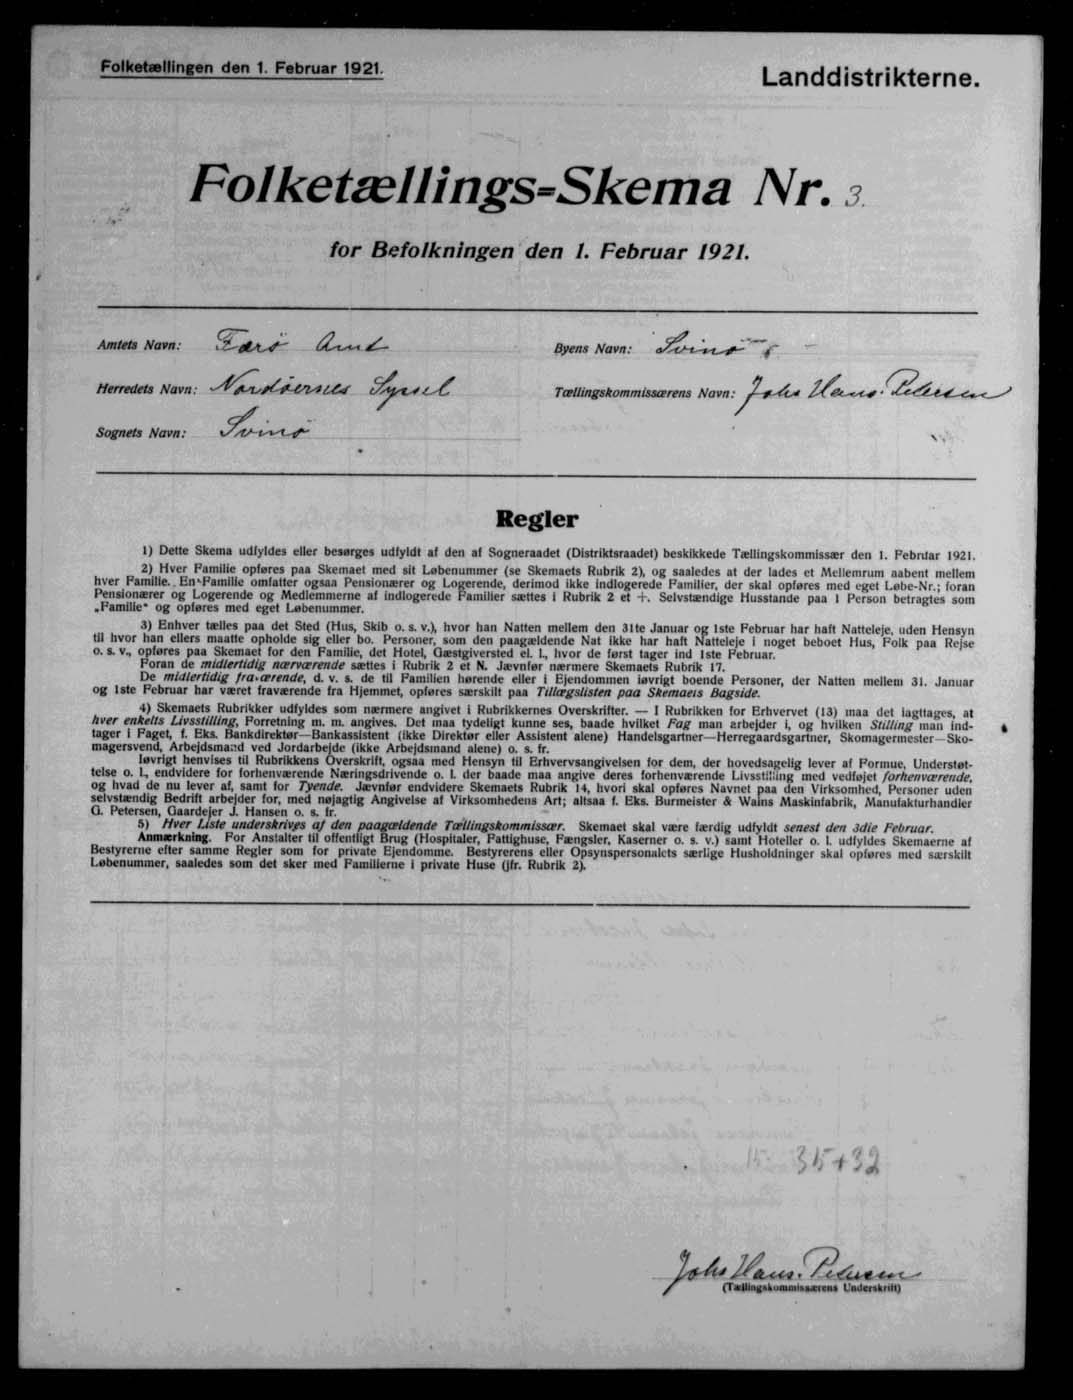 Folketællingen den 1. Februar 1921.
Landdistrikterne.
Folketællings=Skema Nr. 3.
for Befolkningen den 1. Februar 1921.
Amtets Navn: Færö Amt
Byens Navn: Svinö
Herredets Navn: Nordöernes Syssel
Tællingskommissærens Navn: Johs Hans. Pedersen
Sognets Navn: Svinö
Regler
1) Dette Skema udfyldes eller besørges udfyldt af den af Sogneraadet (Distriktsraadet) beskikkede Tællingskommissær den 1. Februar 1921.
2) Hver Familie opføres paa Skemaet med sit Løbenummer (se Skemaets Rubrik 2), og saaledes at der lades et Mellemrum aabent mellem
hver Familie. En Familie omfatter ogsaa Pensionærer og Logerende, derimod ikke indlogerede Familier, der skal opføres med eget Løbe-Nr.; foran
Pensionærer og Logerende og Medlemmerne af indlogerede Familier sættes i Rubrik 2 et +. Selvstændige Husstande paa 1 Person betragtes som
„Familie“ og opføres med eget Løbenummer.
3) Enhver tælles paa det Sted (Hus, Skib o. s. v.), hvor han Natten mellem den 31te Januar og 1ste Februar har haft Natteleje, uden Hensyn
til hvor han ellers maatte opholde sig eller bo. Personer, som den paagældende Nat ikke har haft Natteleje i noget beboet Hus, Folk paa Rejse
o. s. v., opføres paa Skemaet for den Familie, det Hotel, Gæstgiversted el. l., hvor de først tager ind 1ste Februar.
Foran de midlertidig nærværende sættes i Rubrik 2 et N. Jævnfør nærmere Skemaets Rubrik 17.
De midlertidig fraværende, d. v. s. de til Familien hørende eller i Ejendommen iøvrigt boende Personer, der Natten mellem 31. Januar
og 1ste Februar har været fraværende fra Hjemmet, opføres særskilt paa Tillægslisten paa Skemaets Bagside.
4) Skemaets Rubrikker udfyldes som nærmere angivet i Rubrikkernes Overskrifter. — I Rubrikken for Erhvervet (13) maa det iagttages, at
hver enkelts Livsstilling, Forretning m. m. angives. Det maa tydeligt kunne ses, baade hvilket Fag man arbejder i, og hvilken Stilling man ind-
tager i Faget, f. Eks. Bankdirektør—Bankassistent (ikke Direktør eller Assistent alene) Handelsgartner—Herregaardsgartner, Skomagermester—Sko-
magersvend, Arbejdsmand ved Jordarbejde (ikke Arbejdsmand alene) o. s. fr.
Iøvrigt henvises til Rubrikkens Overskrift, ogsaa med Hensyn til Erhvervsangivelsen for dem, der hovedsagelig lever af Formue, Understøt-
telse o. l., endvidere for forhenværende Næringsdrivende o. l. der baade maa angive deres forhenværende Livsstilling med vedføjet forhenværende,
og hvad de nu lever af, samt for Tyende. Jævnfør endvidere Skemaets Rubrik 14, hvori skal opføres Navnet paa den Virksomhed, Personer uden
selvstændig Bedrift arbejder for, med nøjagtig Angivelse af Virksomhedens Art; altsaa f. Eks. Burmeister & Wains Maskinfabrik, Manufakturhandler
G. Petersen, Gaardejer J. Hansen o. s. fr.
5) Hver Liste underskrives af den paagældende Tællingskommissær. Skemaet skal være færdig udfyldt senest den 3die Februar.
Anmærkning. For Anstalter til offentligt Brug (Hospitaler, Fattighuse, Fængsler, Kaserner o. s. v.) samt Hoteller o. l. udfyldes Skemaerne af
Bestyrerne efter samme Regler som for private Ejendomme. Bestyrerens eller Opsynspersonalets særlige Husholdninger skal opføres med særskilt
Løbenummer, saaledes som det sker med Familierne i private Huse (jfr. Rubrik 2).
15 35+32
Johs Hans. Pedersen
(Tællingskommissærens Underskrift)